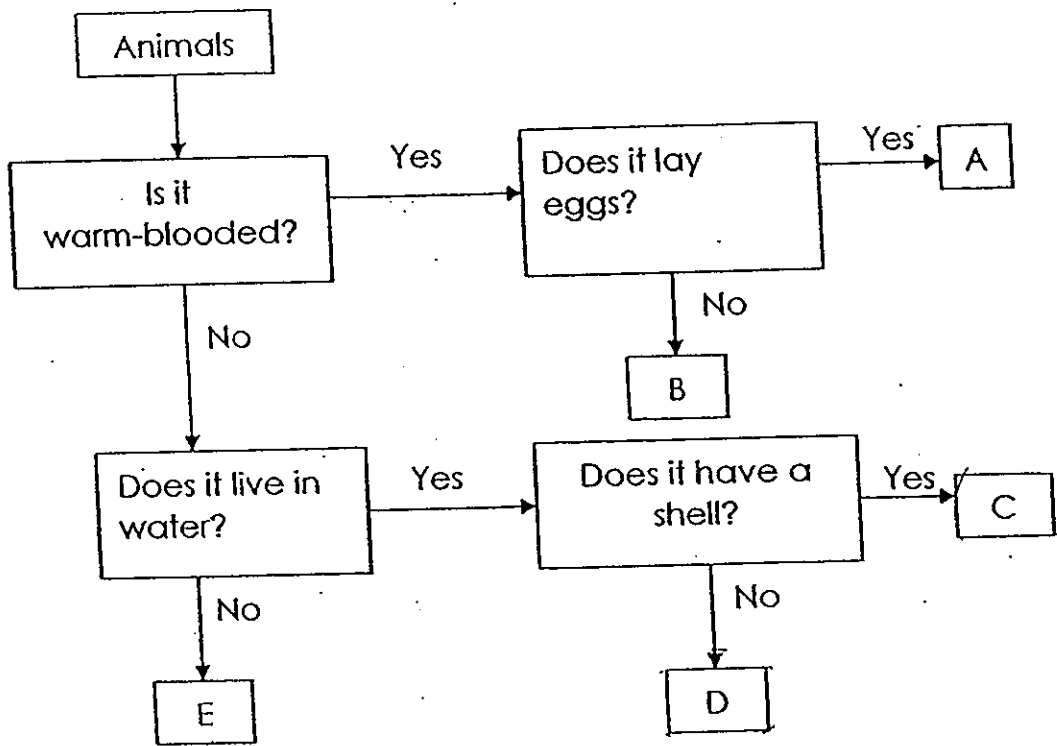 Animals
Is it
warm-blooded?
Yes
Does it lay
eggs?
Yes
A
No
B
No
Does it live in
water?
Yes
Does it have a
shell?
Yes
C
No
D
No
E